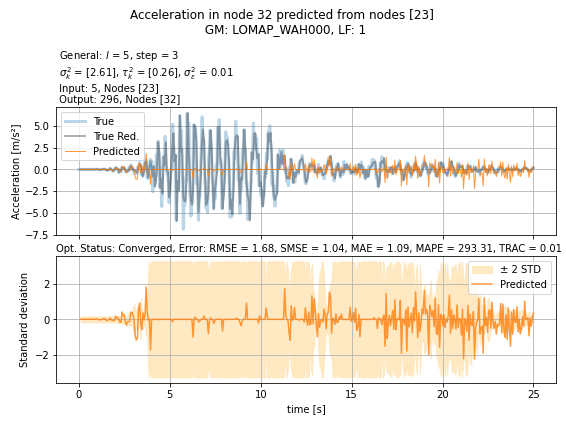 Acceleration in node 32 predicted from nodes [23]
GM: LOMAP_WAH000, LF: 1
General: l = 5, step = 3
σ²ₖ = [2.61], τ²ₖ = [0.26], σ²ε = 0.01
Input: 5, Nodes [23]
Output: 296, Nodes [32]
Acceleration [m/s²]
5.0
2.5
0.0
−2.5
−5.0
−7.5
True
True Red.
Predicted
Opt. Status: Converged, Error: RMSE = 1.68, SMSE = 1.04, MAE = 1.09, MAPE = 293.31, TRAC = 0.01
Standard deviation
2
0
−2
± 2 STD
Predicted
0
5
10
15
20
25
time [s]